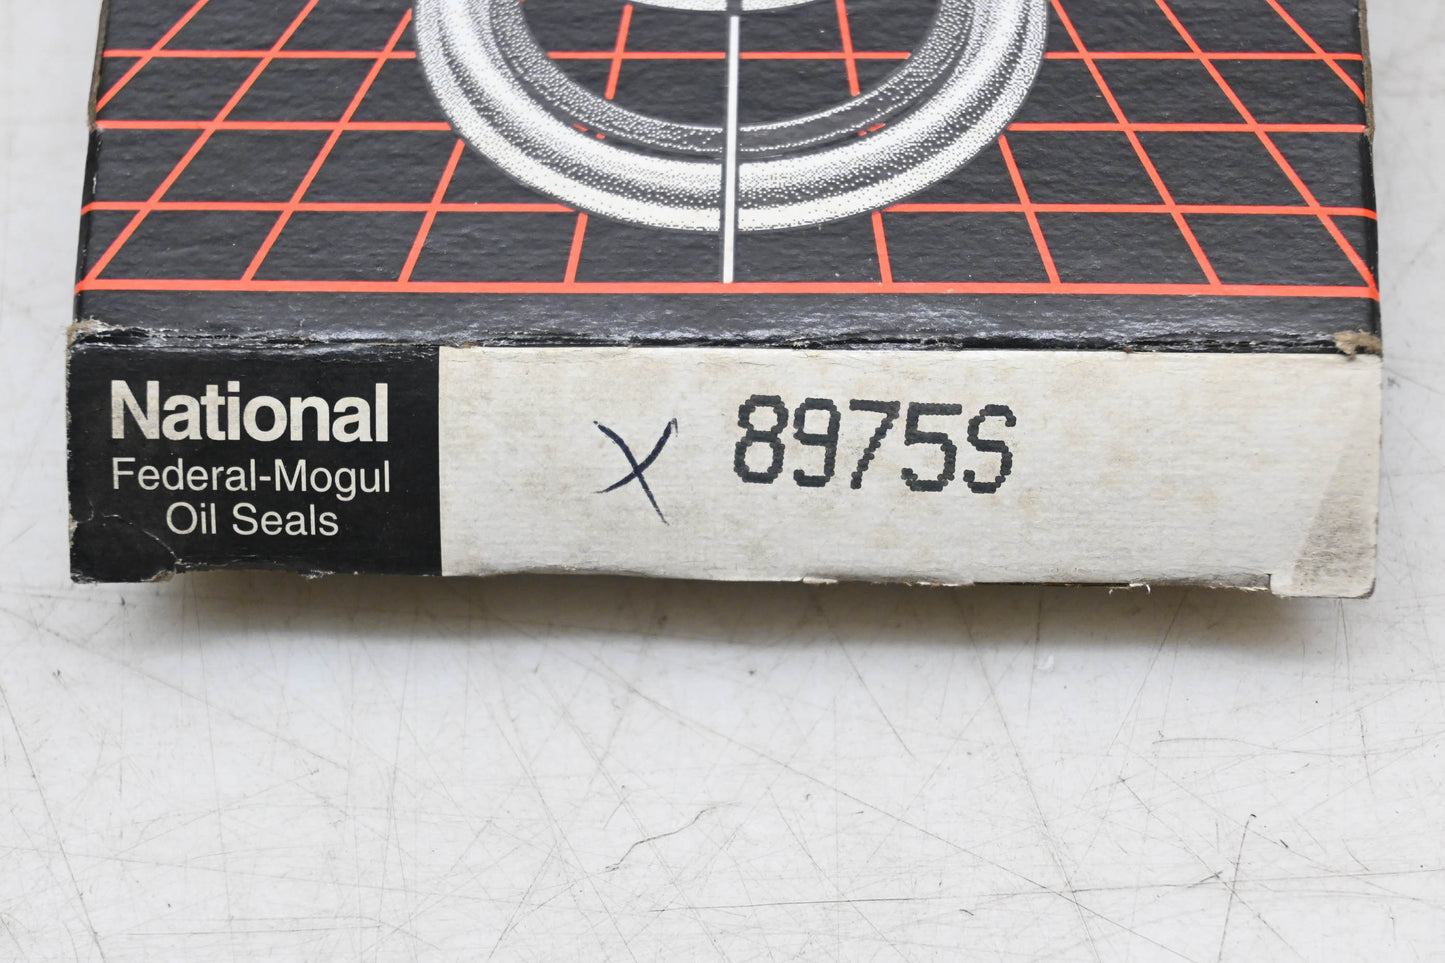 National
Federal-Mogul
Oil Seals
X 8975S